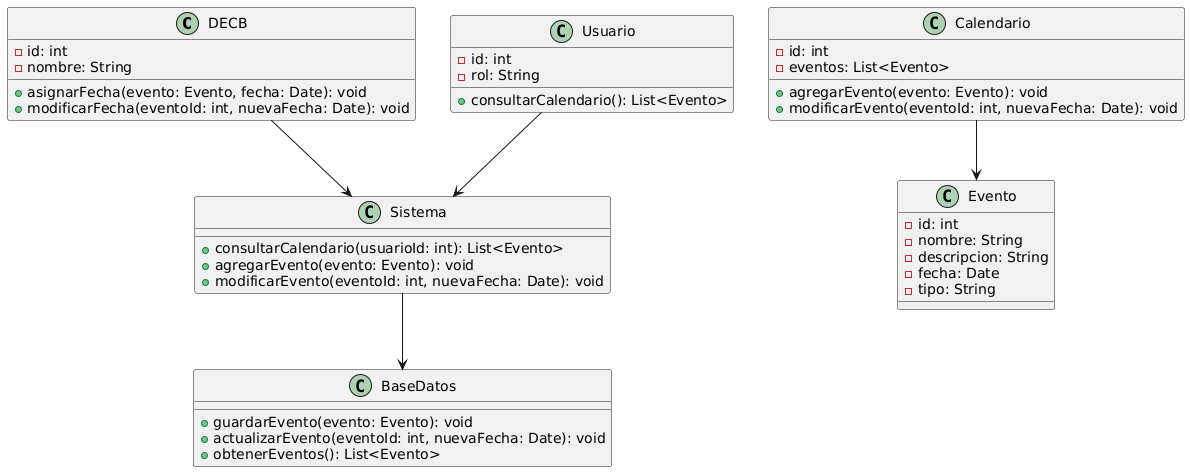 C DECB
id: int
nombre: String
asignarFecha(evento: Evento, fecha: Date): void
modificarFecha(eventoId: int, nuevaFecha: Date): void
C Usuario
id: int
rol: String
consultarCalendario(): List<Evento>
C Calendario
id: int
eventos: List<Evento>
agregarEvento(evento: Evento): void
modificarEvento(eventoId: int, nuevaFecha: Date): void
C Sistema
consultarCalendario(usuarioId: int): List<Evento>
agregarEvento(evento: Evento): void
modificarEvento(eventoId: int, nuevaFecha: Date): void
C Evento
id: int
nombre: String
descripcion: String
fecha: Date
tipo: String
C BaseDatos
guardarEvento(evento: Evento): void
actualizarEvento(eventoId: int, nuevaFecha: Date): void
obtenerEventos(): List<Evento>